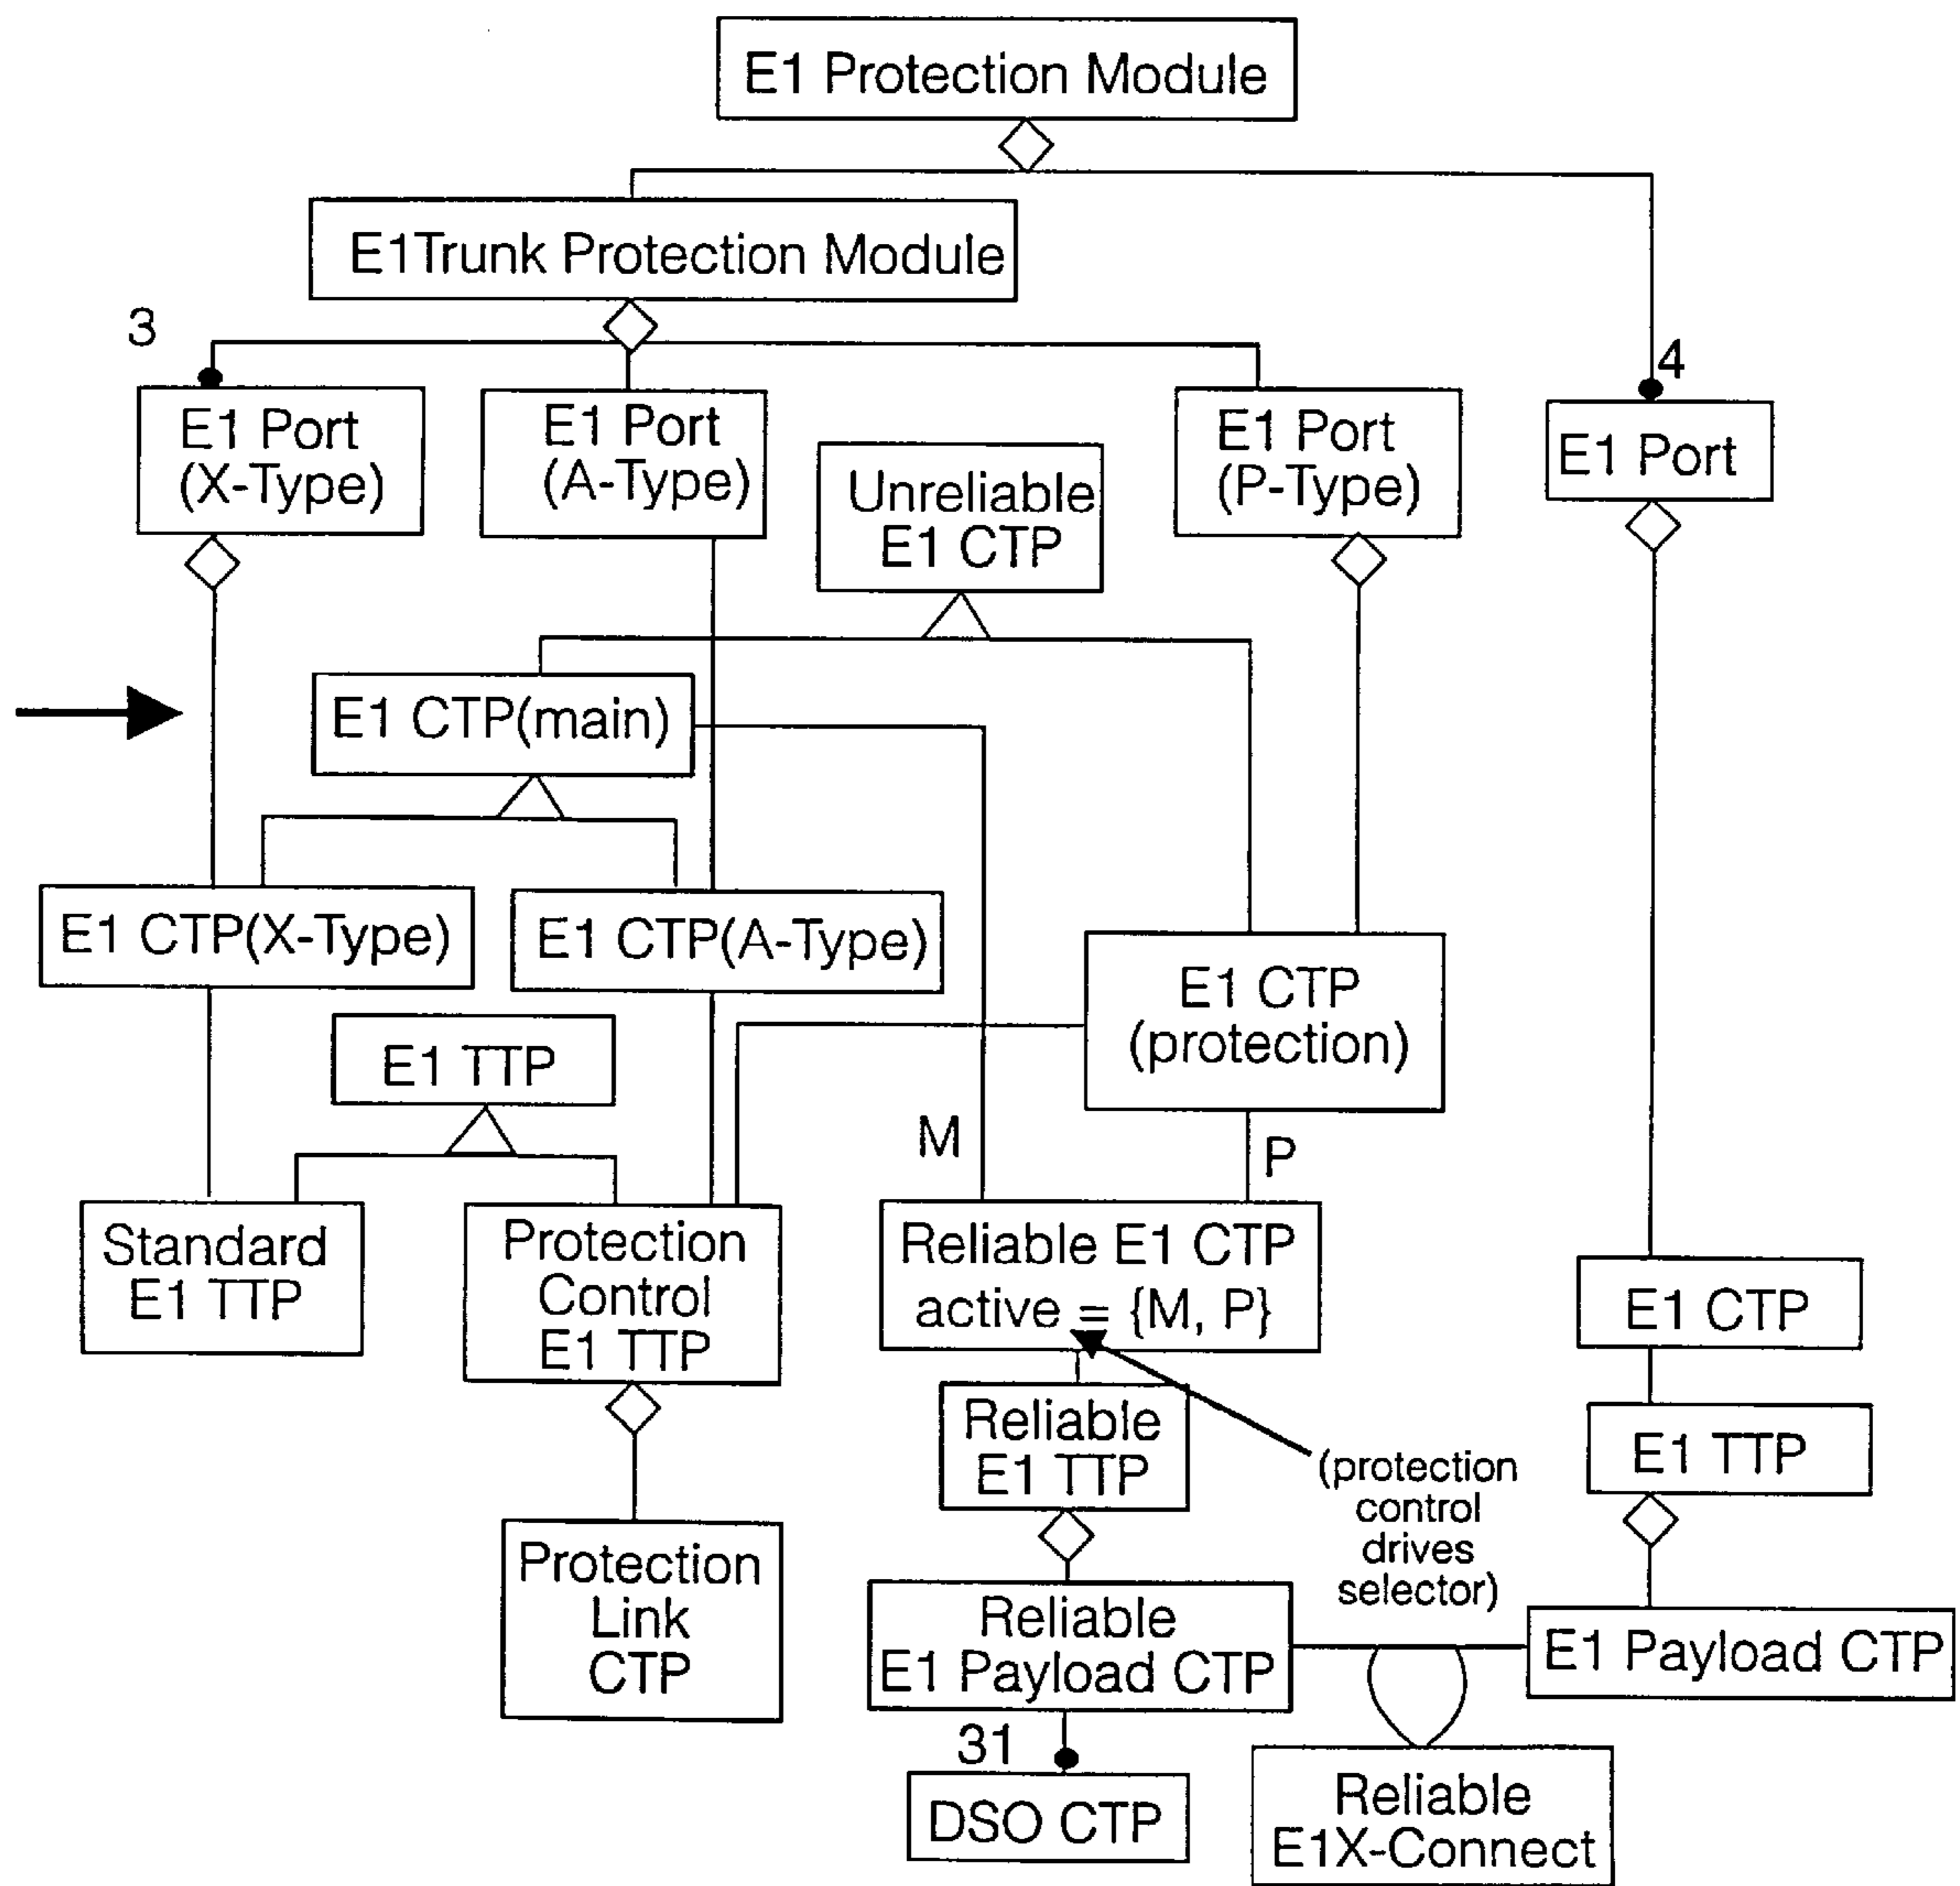 E1 Protection Module
E1Trunk Protection Module
3
4
E1 Port
(X-Type)
E1 Port
(A-Type)
Unreliable
E1 CTP
E1 Port
(P-Type)
E1 Port
E1 CTP(main)
E1 CTP(X-Type)
E1 CTP(A-Type)
E1 CTP
(protection)
E1 TTP
M
P
Standard
E1 TTP
Protection
Control
E1 TTP
Reliable E1 CTP
active = {M, P}
E1 CTP
Reliable
E1 TTP
(protection
control
drives
selector)
E1 TTP
Protection
Link
CTP
Reliable
E1 Payload CTP
E1 Payload CTP
31
DSO CTP
Reliable
E1X-Connect